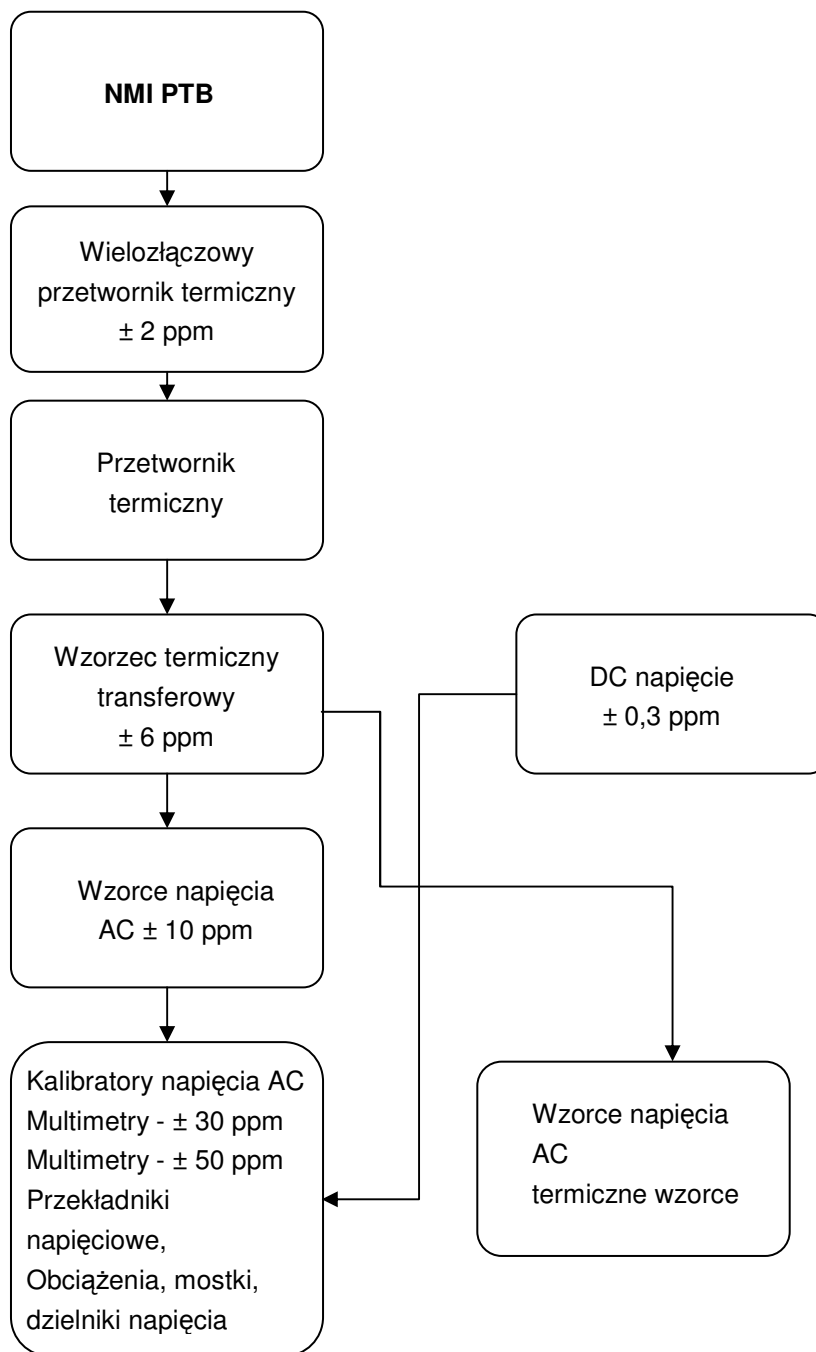 NMI PTB
Wielozłączowy
przetwornik termiczny
± 2 ppm
Przetwornik
termiczny
Wzorzec termiczny
transferowy
± 6 ppm
DC napięcie
± 0,3 ppm
Wzorce napięcia
AC ± 10 ppm
Kalibratory napięcia AC
Multimetry - ± 30 ppm
Multimetry - ± 50 ppm
Przekładniki
napięciowe,
Obciążenia, mostki,
dzielniki napięcia
Wzorce napięcia
AC
termiczne wzorce